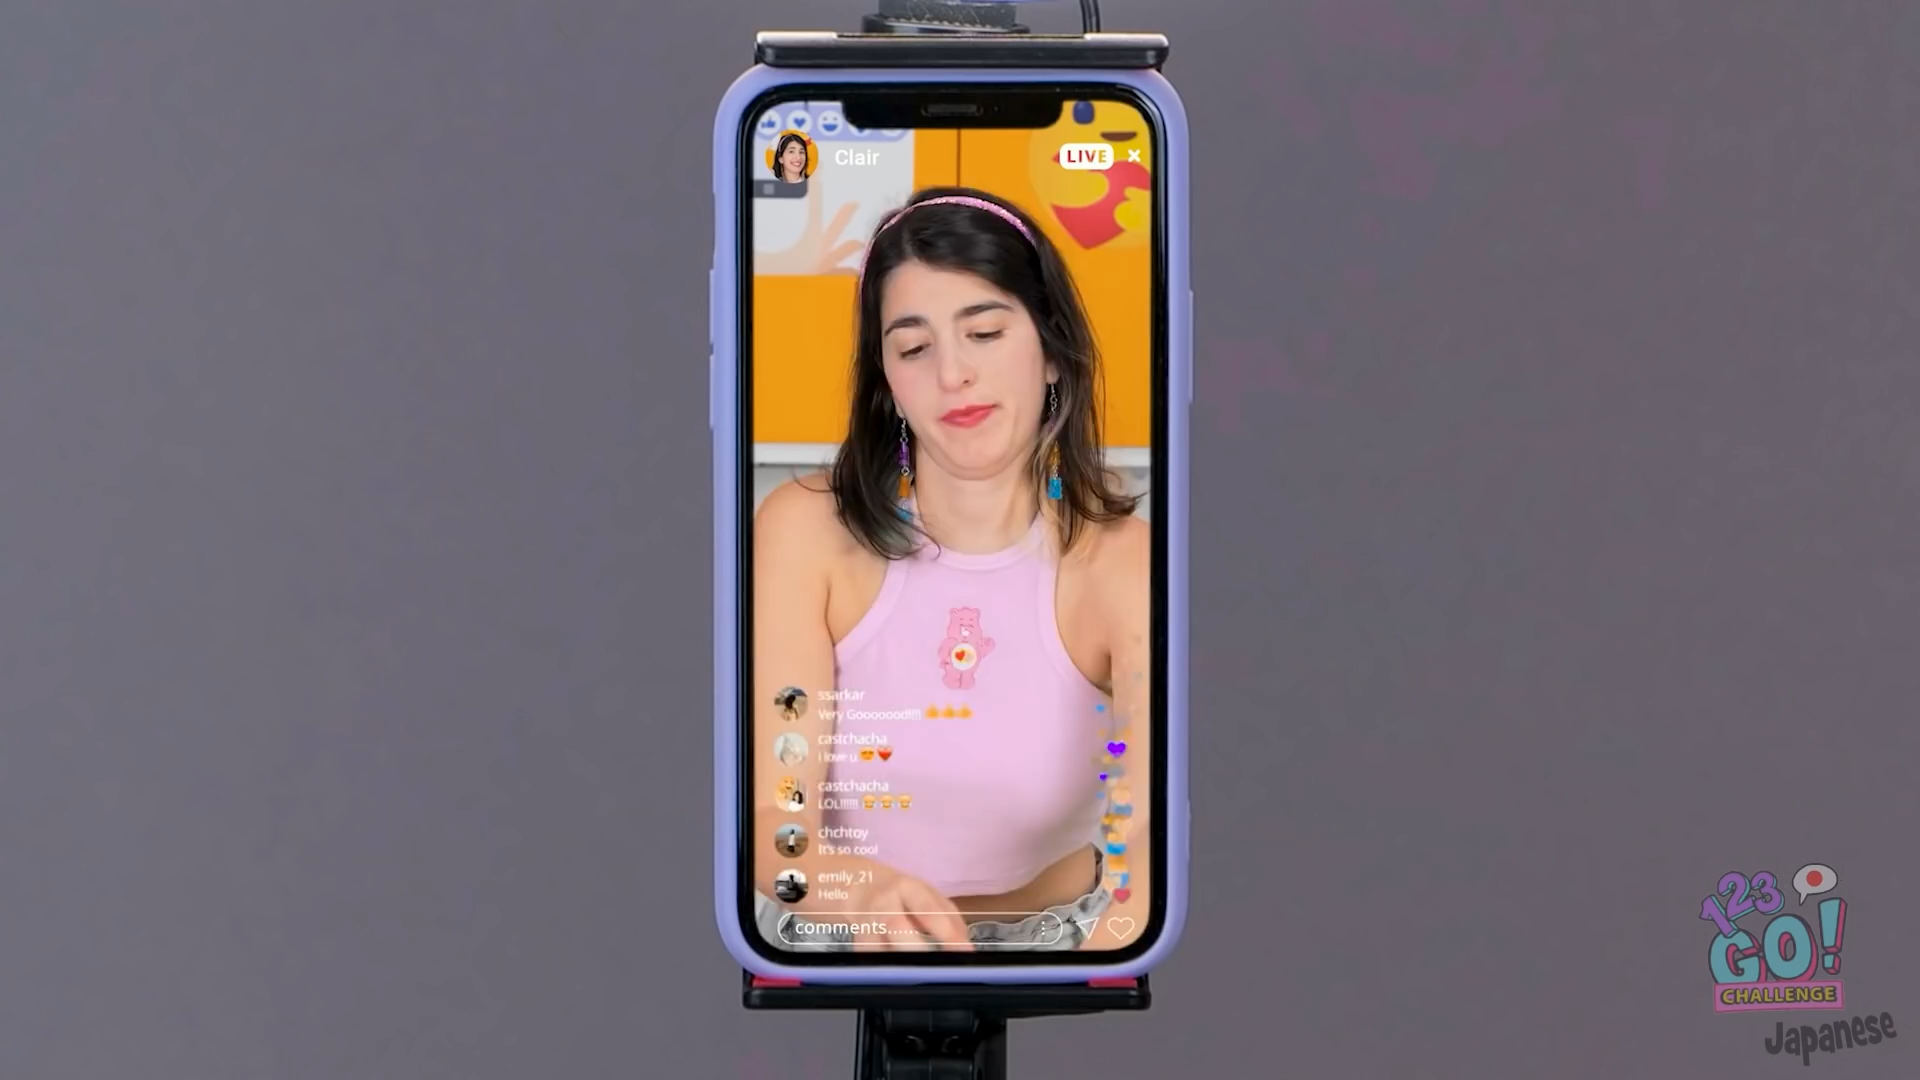 Clair
LIVE
ssarkar
Very Gooooood!!!!
castchacha
i love u
castchacha
LOL!!!!!!
chchtoy
It's so cool
emily_21
Hello
comments......
123
GO!
CHALLENGE
Japanese